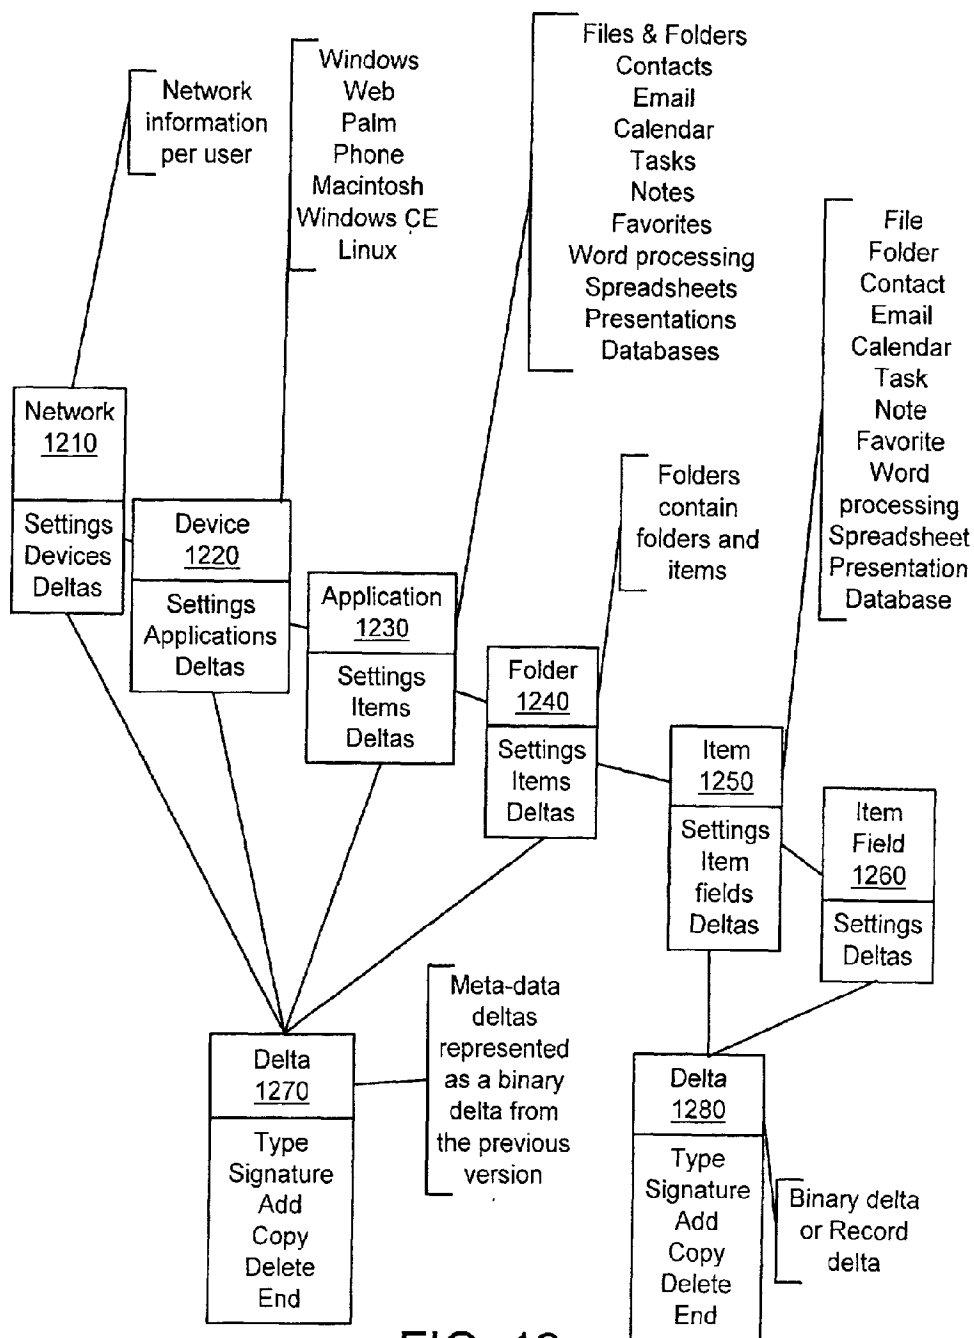 Network
information
per user
Windows
Web
Palm
Phone
Macintosh
Windows CE
Linux
Files & Folders
Contacts
Email
Calendar
Tasks
Notes
Favorites
Word processing
Spreadsheets
Presentations
Databases
File
Folder
Contact
Email
Calendar
Task
Note
Favorite
Word
processing
Spreadsheet
Presentation
Database
Folders
contain
folders and
items
Network
1210
Settings
Devices
Deltas
Device
1220
Settings
Applications
Deltas
Application
1230
Settings
Items
Deltas
Folder
1240
Settings
Items
Deltas
Item
1250
Settings
Item
fields
Deltas
Item
Field
1260
Settings
Deltas
Delta
1270
Type
Signature
Add
Copy
Delete
End
Meta-data
deltas
represented
as a binary
delta from
the previous
version
Delta
1280
Type
Signature
Add
Copy
Delete
End
Binary delta
or Record
delta
FIG.